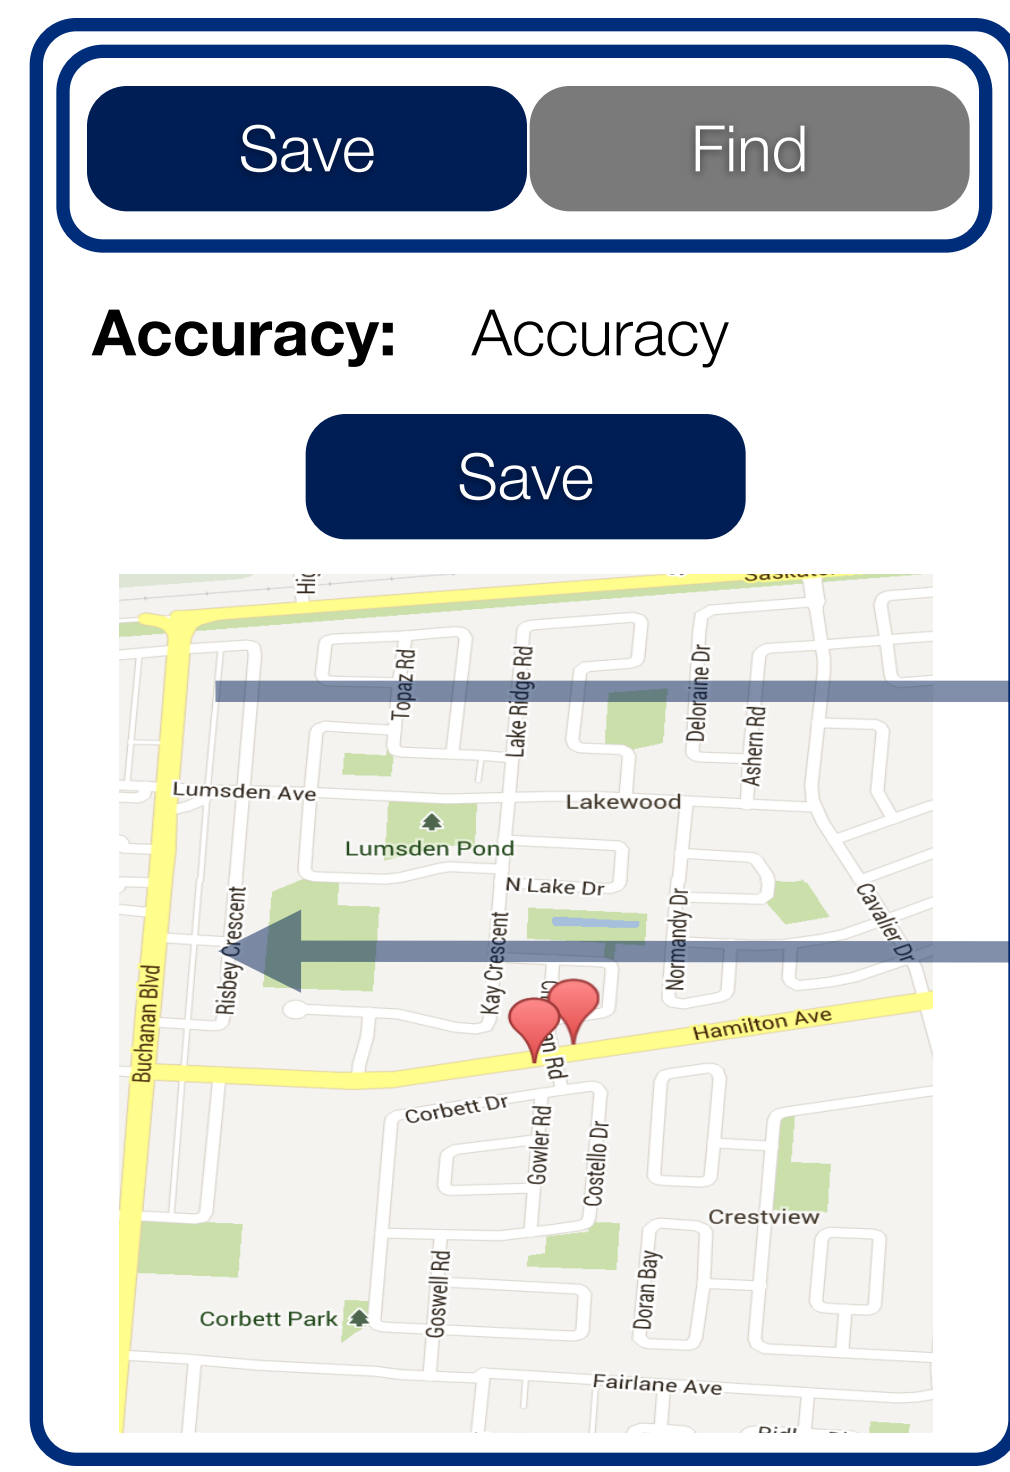 Save
Find
Accuracy: Accuracy
Save
Topaz Rd
Lake Ridge Rd
Deloraine Dr
Ashern Rd
Lumsden Ave
Lakewood
Lumsden Pond
N Lake Dr
Risbey Crescent
Kay Crescent
Normandy Dr
Cavalier Dr
Buchanan Blvd
Hamilton Ave
Corbett Dr
Gowler Rd
Costello Dr
Crestview
Goswell Rd
Doran Bay
Corbett Park
Fairlane Ave